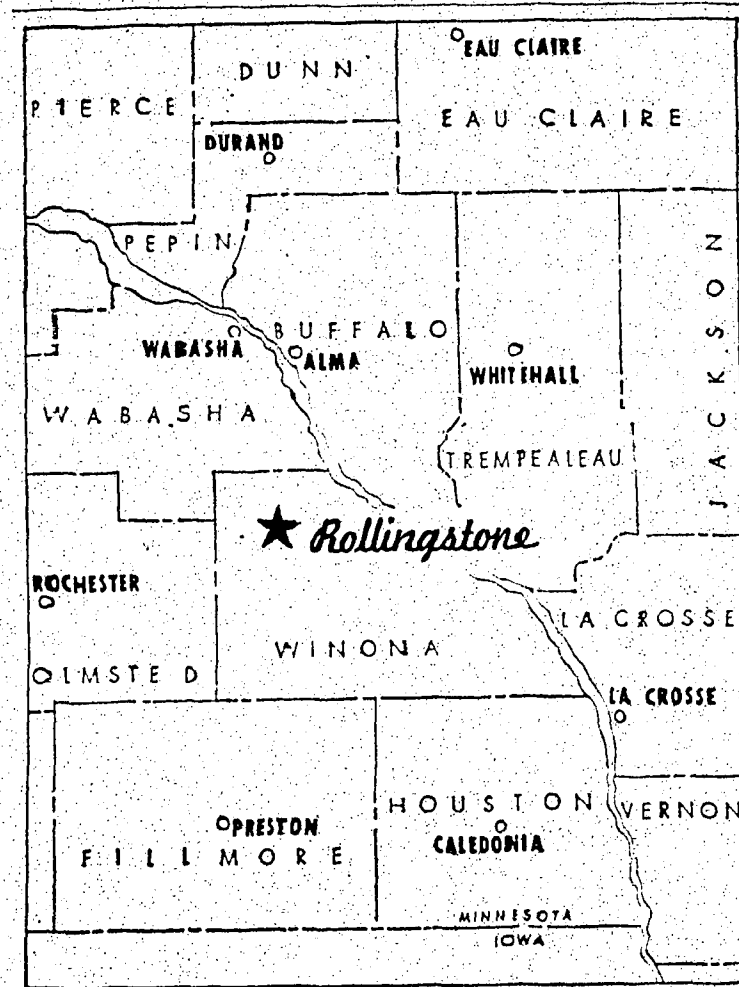 EAU CLAIRE
DUNN
PIERCE
EAU CLAIRE
DURAND
PEPIN
JACKSON
BUFFALO
WABASHA
ALMA
WHITEHALL
WABASHA
TREMPEALEAU
Rollingstone
ROCHESTER
LA CROSSE
WINONA
OLMSTED
LA CROSSE
HOUSTON
VERNON
PRESTON
CALEDONIA
FILLMORE
MINNESOTA
IOWA